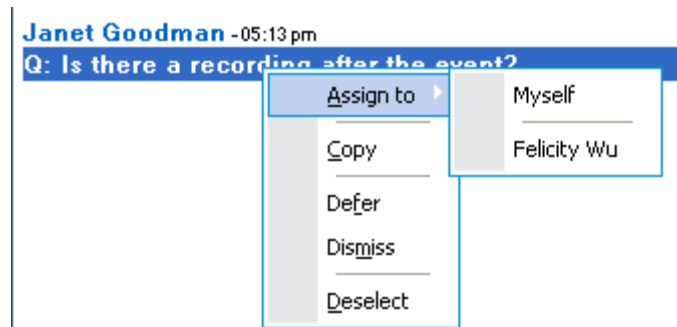 Janet Goodman - 05:13 pm
Q: Is there a recording after the event?
Assign to
Copy
Defer
Dismiss
Deselect
Myself
Felicity Wu